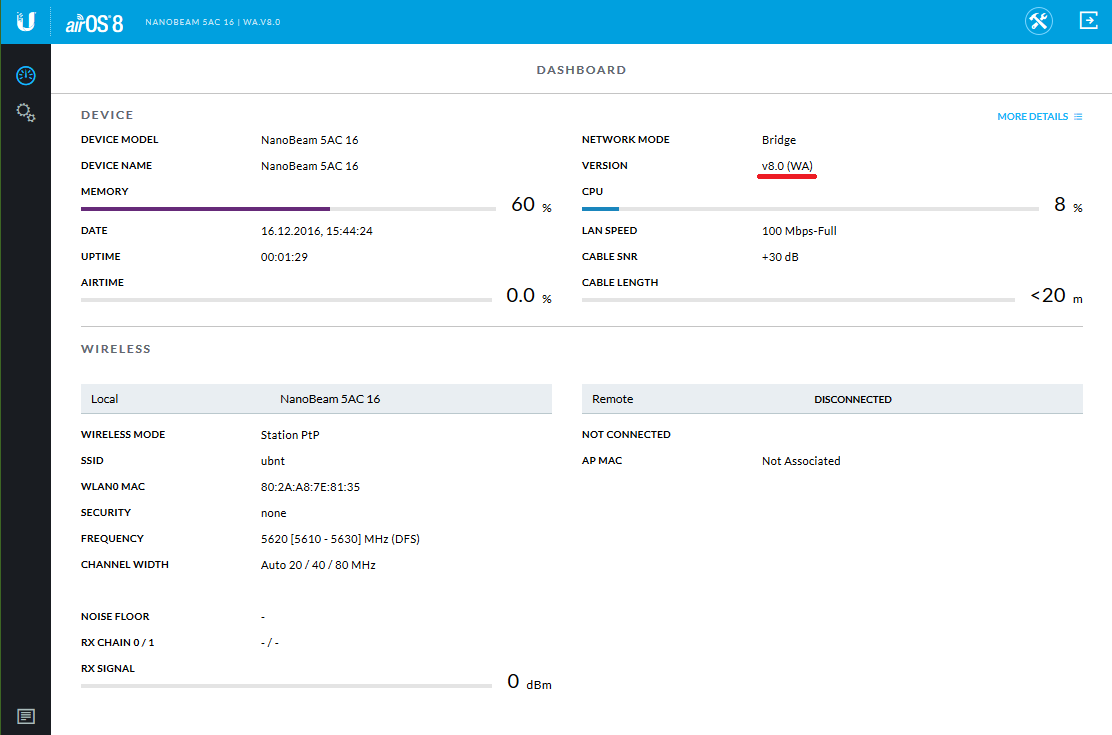 airOS 8 NANOBEAM 5AC 16 | WA.V8.0
DASHBOARD
DEVICE
MORE DETAILS
DEVICE MODEL NanoBeam 5AC 16
DEVICE NAME NanoBeam 5AC 16
MEMORY 60 %
DATE 16.12.2016, 15:44:24
UPTIME 00:01:29
AIRTIME 0.0 %
NETWORK MODE Bridge
VERSION v8.0 (WA)
CPU 8 %
LAN SPEED 100 Mbps-Full
CABLE SNR +30 dB
CABLE LENGTH <20 m
WIRELESS
Local NanoBeam 5AC 16
WIRELESS MODE Station PtP
SSID ubnt
WLAN0 MAC 80:2A:A8:7E:81:35
SECURITY none
FREQUENCY 5620 [5610 - 5630] MHz (DFS)
CHANNEL WIDTH Auto 20 / 40 / 80 MHz
NOISE FLOOR -
RX CHAIN 0 / 1 - / -
RX SIGNAL 0 dBm
Remote DISCONNECTED
NOT CONNECTED
AP MAC Not Associated